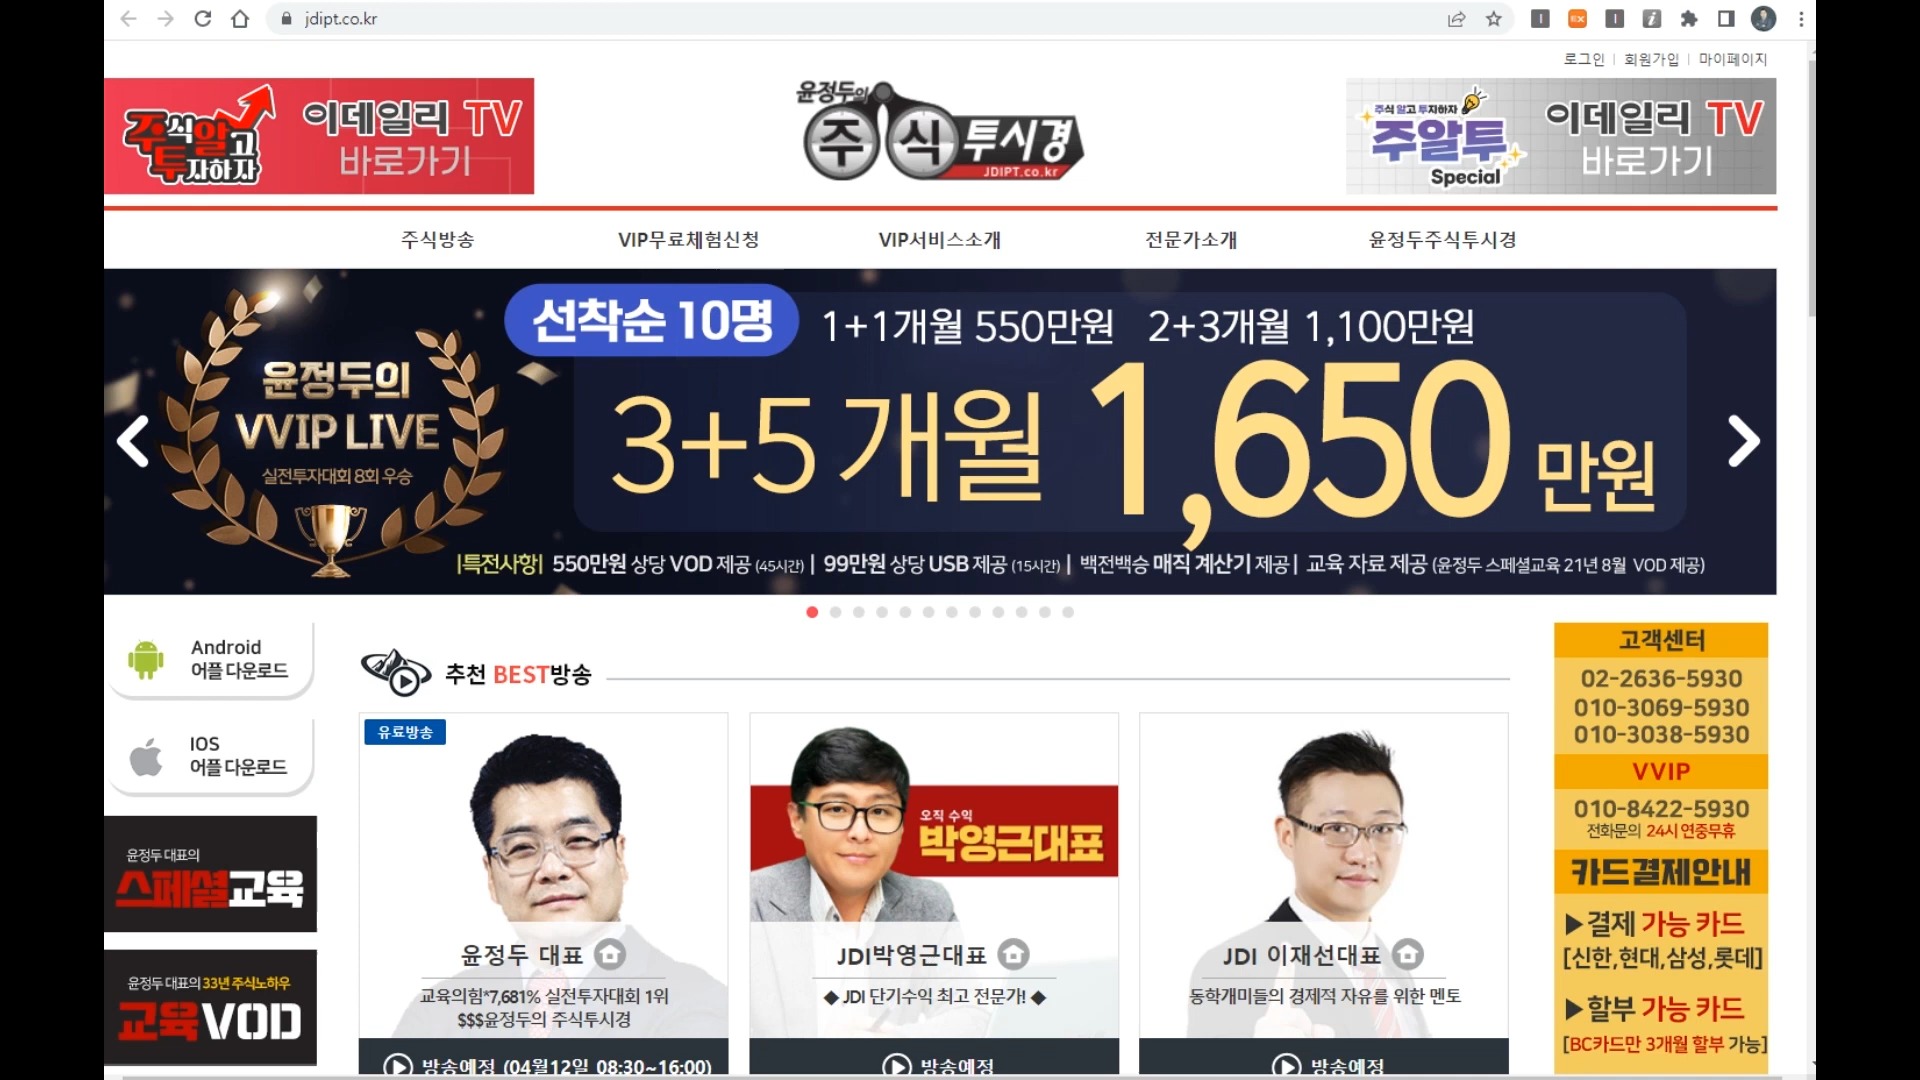 jdipt.co.kr
로그인 | 회원가입 | 마이페이지
주식알고
투자하자
이데일리 TV
바로가기
윤정두의
주식투시경
JDIPT.co.kr
주식 알고 투자하자
주알투
Special
이데일리 TV
바로가기
주식방송
VIP무료체험신청
VIP서비스소개
전문가소개
윤정두주식투시경
윤정두의
VVIP LIVE
실전투자대회 8회 우승
선착순 10명
1+1개월 550만원 2+3개월 1,100만원
3+5 개월 1,650 만원
|특전사항| 550만원 상당 VOD 제공 (45시간) | 99만원 상당 USB 제공 (15시간) | 백전백승 매직 계산기 제공 | 교육 자료 제공 (윤정두 스페셜교육 21년 8월 VOD 제공)
Android
어플 다운로드
IOS
어플 다운로드
윤정두 대표의
스페셜교육
윤정두 대표의 33년 주식노하우
교육VOD
추천 BEST방송
유료방송
윤정두 대표
교육의힘*7,681% 실전투자대회 1위
$$$윤정두의 주식투시경
방송예정 (04월12일 08:30~16:00)
오직 수익
박영근대표
JDI박영근대표
◆ JDI 단기수익 최고 전문가! ◆
방송예정
JDI 이재선대표
동학개미들의 경제적 자유를 위한 멘토
방송예정
고객센터
02-2636-5930
010-3069-5930
010-3038-5930
VVIP
010-8422-5930
전화문의 24시 연중무휴
카드결제안내
▶결제 가능 카드
[신한,현대,삼성,롯데]
▶할부 가능 카드
[BC카드만 3개월 할부 가능]